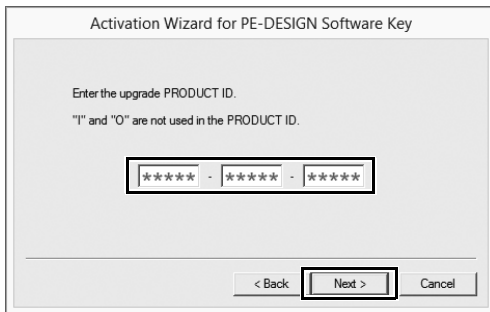 Activation Wizard for PE-DESIGN Software Key
Enter the upgrade PRODUCT ID.
"I" and "O" are not used in the PRODUCT ID.
***** - ***** - *****
< Back Next > Cancel